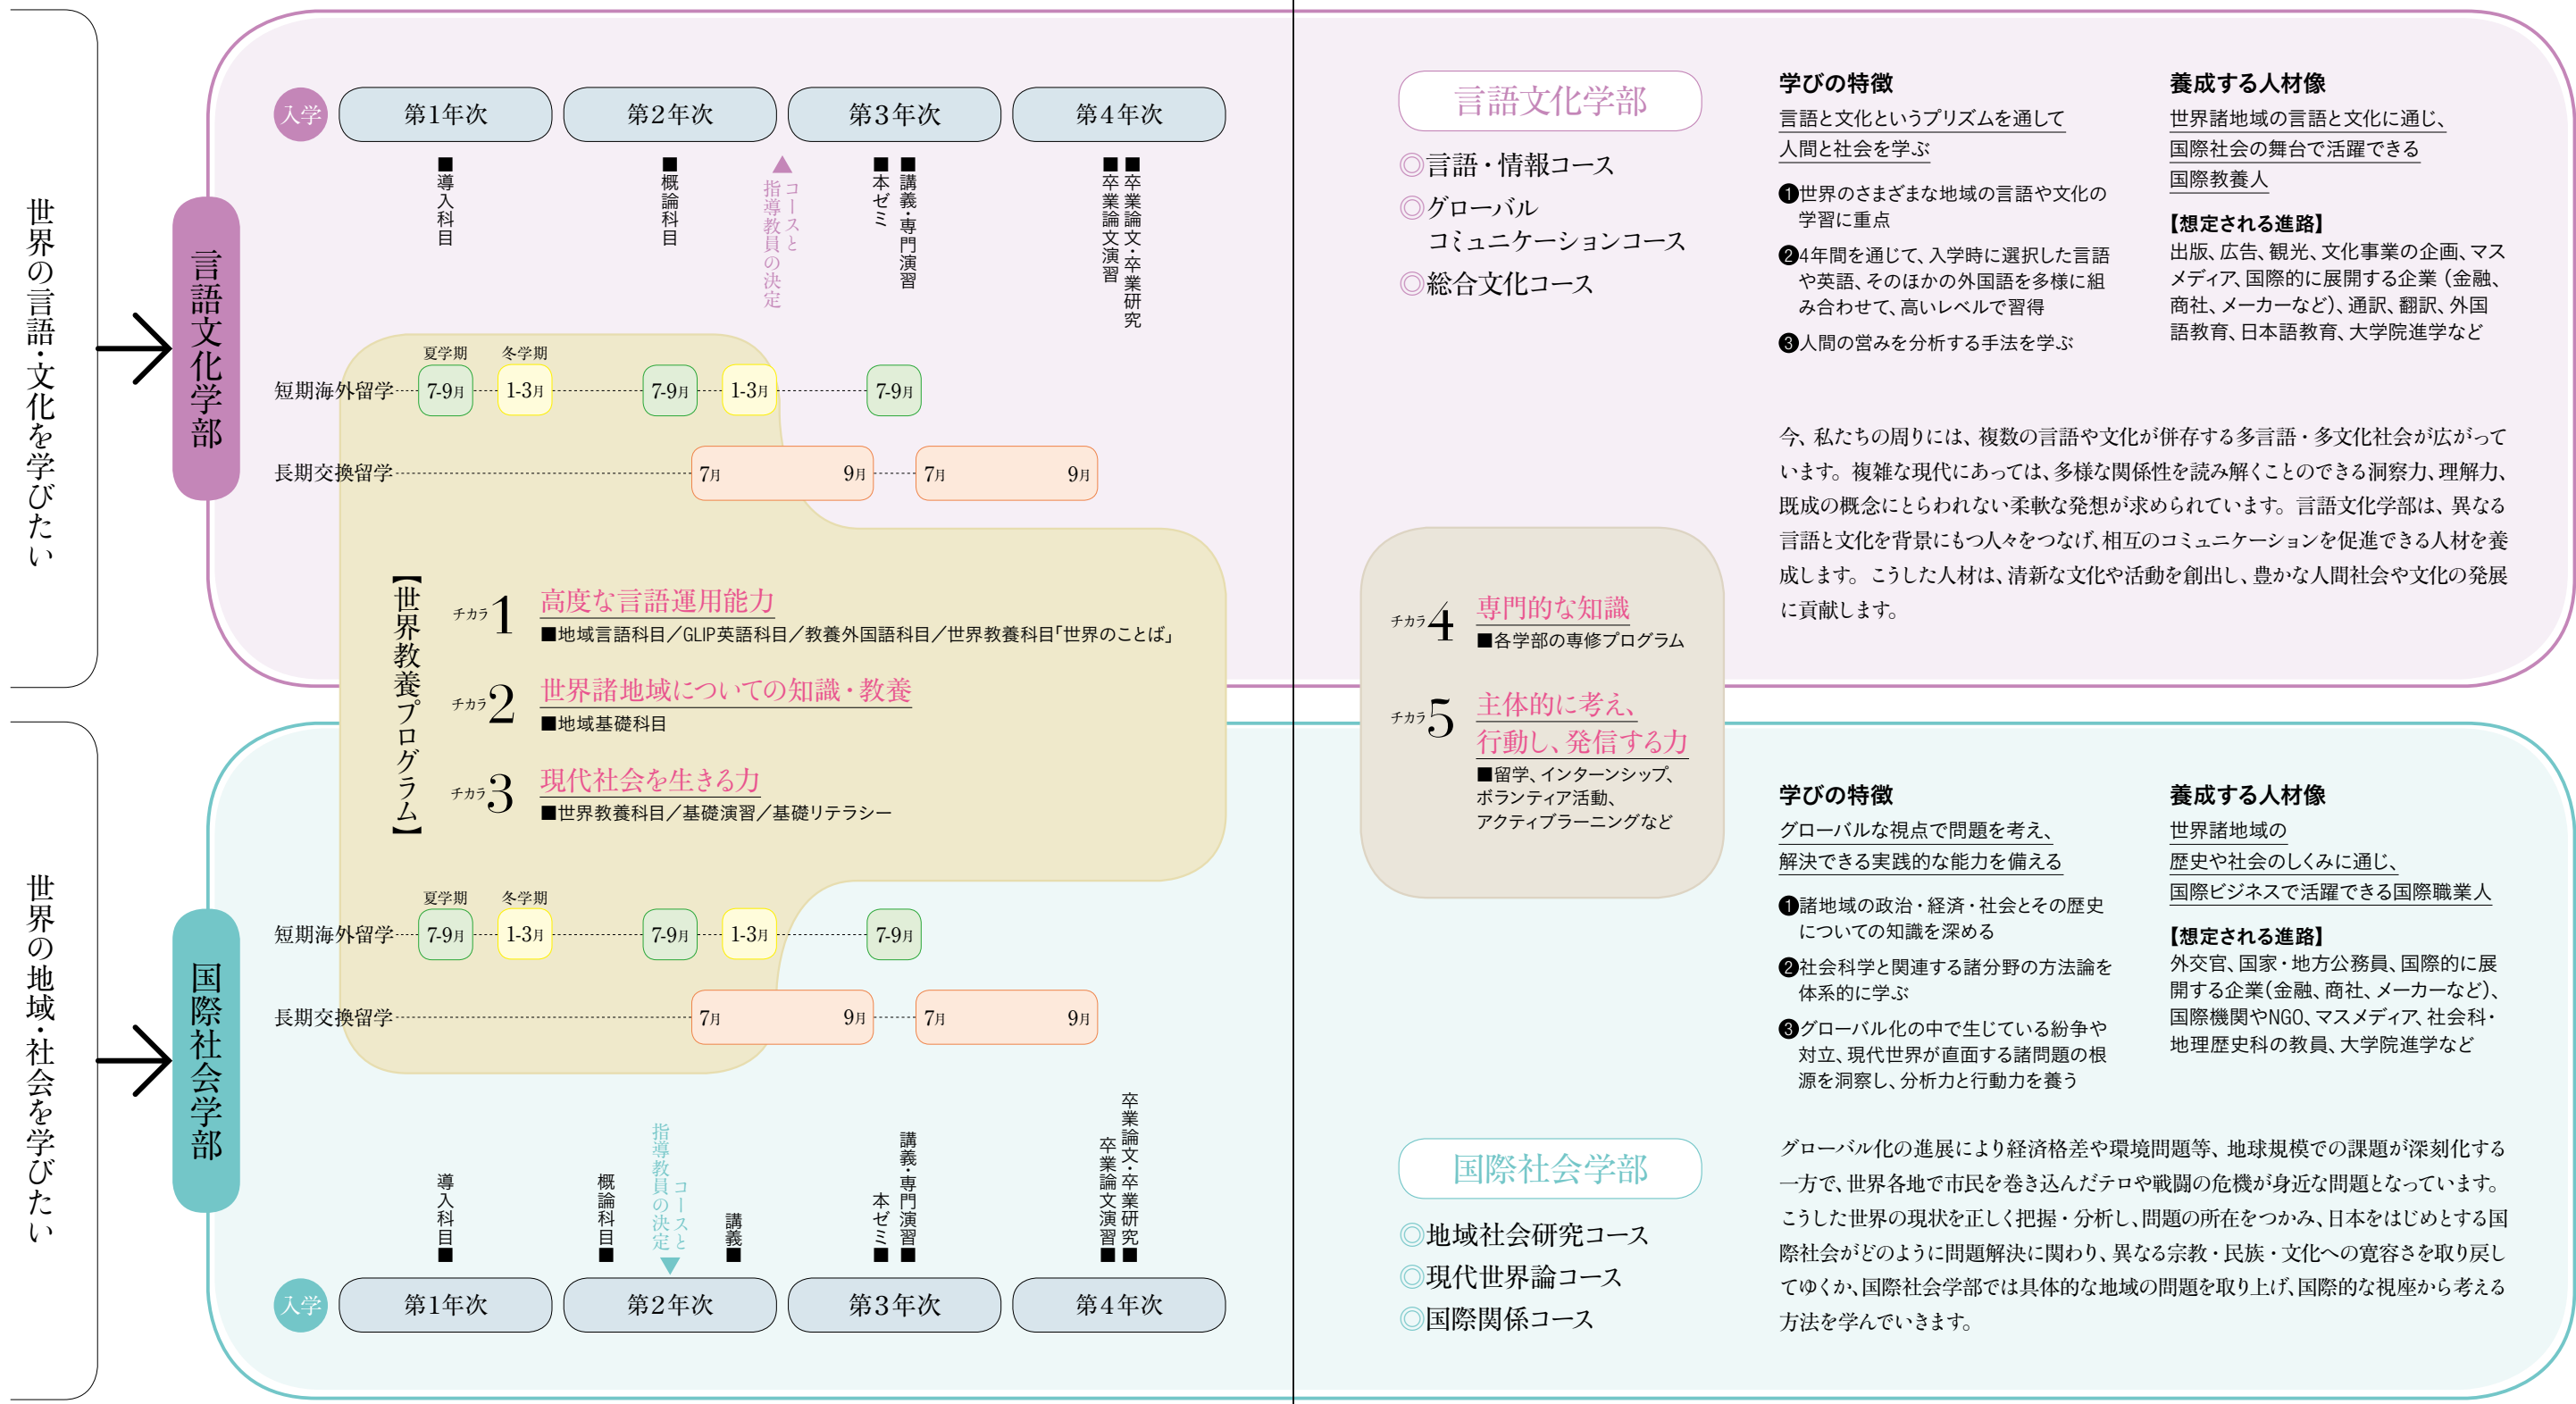 世界の言語・文化を学びたい
言語文化学部
入学
第1年次
第2年次
第3年次
第4年次
■導入科目
■概論科目
コースと
指導教員の決定
■講義・専門演習
■本ゼミ
■卒業論文・卒業研究
■卒業論文演習
夏学期
冬学期
短期海外留学
7-9月
1-3月
7-9月
1-3月
7-9月
長期交換留学
7月 9月
7月 9月
【世界教養プログラム】
チカラ1 高度な言語運用能力
■地域言語科目／GLIP英語科目／教養外国語科目／世界教養科目「世界のことば」
チカラ2 世界諸地域についての知識・教養
■地域基礎科目
チカラ3 現代社会を生きる力
■世界教養科目／基礎演習／基礎リテラシー
世界の地域・社会を学びたい
国際社会学部
夏学期
冬学期
短期海外留学
7-9月
1-3月
7-9月
1-3月
7-9月
長期交換留学
7月 9月
7月 9月
導入科目■
概論科目■
コースと
指導教員の決定
講義■
講義・専門演習■
本ゼミ■
卒業論文・卒業研究■
卒業論文演習■
入学
第1年次
第2年次
第3年次
第4年次
言語文化学部
◎言語・情報コース
◎グローバル
コミュニケーションコース
◎総合文化コース
学びの特徴
言語と文化というプリズムを通して
人間と社会を学ぶ
❶世界のさまざまな地域の言語や文化の
学習に重点
❷4年間を通じて、入学時に選択した言語
や英語、そのほかの外国語を多様に組
み合わせて、高いレベルで習得
❸人間の営みを分析する手法を学ぶ
養成する人材像
世界諸地域の言語と文化に通じ、
国際社会の舞台で活躍できる
国際教養人
【想定される進路】
出版、広告、観光、文化事業の企画、マス
メディア、国際的に展開する企業（金融、
商社、メーカーなど）、通訳、翻訳、外国
語教育、日本語教育、大学院進学など
今、私たちの周りには、複数の言語や文化が併存する多言語・多文化社会が広がって
います。複雑な現代にあっては、多様な関係性を読み解くことのできる洞察力、理解力、
既成の概念にとらわれない柔軟な発想が求められています。言語文化学部は、異なる
言語と文化を背景にもつ人々をつなげ、相互のコミュニケーションを促進できる人材を養
成します。こうした人材は、清新な文化や活動を創出し、豊かな人間社会や文化の発展
に貢献します。
チカラ4 専門的な知識
■各学部の専修プログラム
チカラ5 主体的に考え、
行動し、発信する力
■留学、インターンシップ、
ボランティア活動、
アクティブラーニングなど
学びの特徴
グローバルな視点で問題を考え、
解決できる実践的な能力を備える
❶諸地域の政治・経済・社会とその歴史
についての知識を深める
❷社会科学と関連する諸分野の方法論を
体系的に学ぶ
❸グローバル化の中で生じている紛争や
対立、現代世界が直面する諸問題の根
源を洞察し、分析力と行動力を養う
養成する人材像
世界諸地域の
歴史や社会のしくみに通じ、
国際ビジネスで活躍できる国際職業人
【想定される進路】
外交官、国家・地方公務員、国際的に展
開する企業（金融、商社、メーカーなど）、
国際機関やNGO、マスメディア、社会科・
地理歴史科の教員、大学院進学など
国際社会学部
◎地域社会研究コース
◎現代世界論コース
◎国際関係コース
グローバル化の進展により経済格差や環境問題等、地球規模での課題が深刻化する
一方で、世界各地で市民を巻き込んだテロや戦闘の危機が身近な問題となっています。
こうした世界の現状を正しく把握・分析し、問題の所在をつかみ、日本をはじめとする国
際社会がどのように問題解決に関わり、異なる宗教・民族・文化への寛容さを取り戻し
てゆくか、国際社会学部では具体的な地域の問題を取り上げ、国際的な視座から考える
方法を学んでいきます。